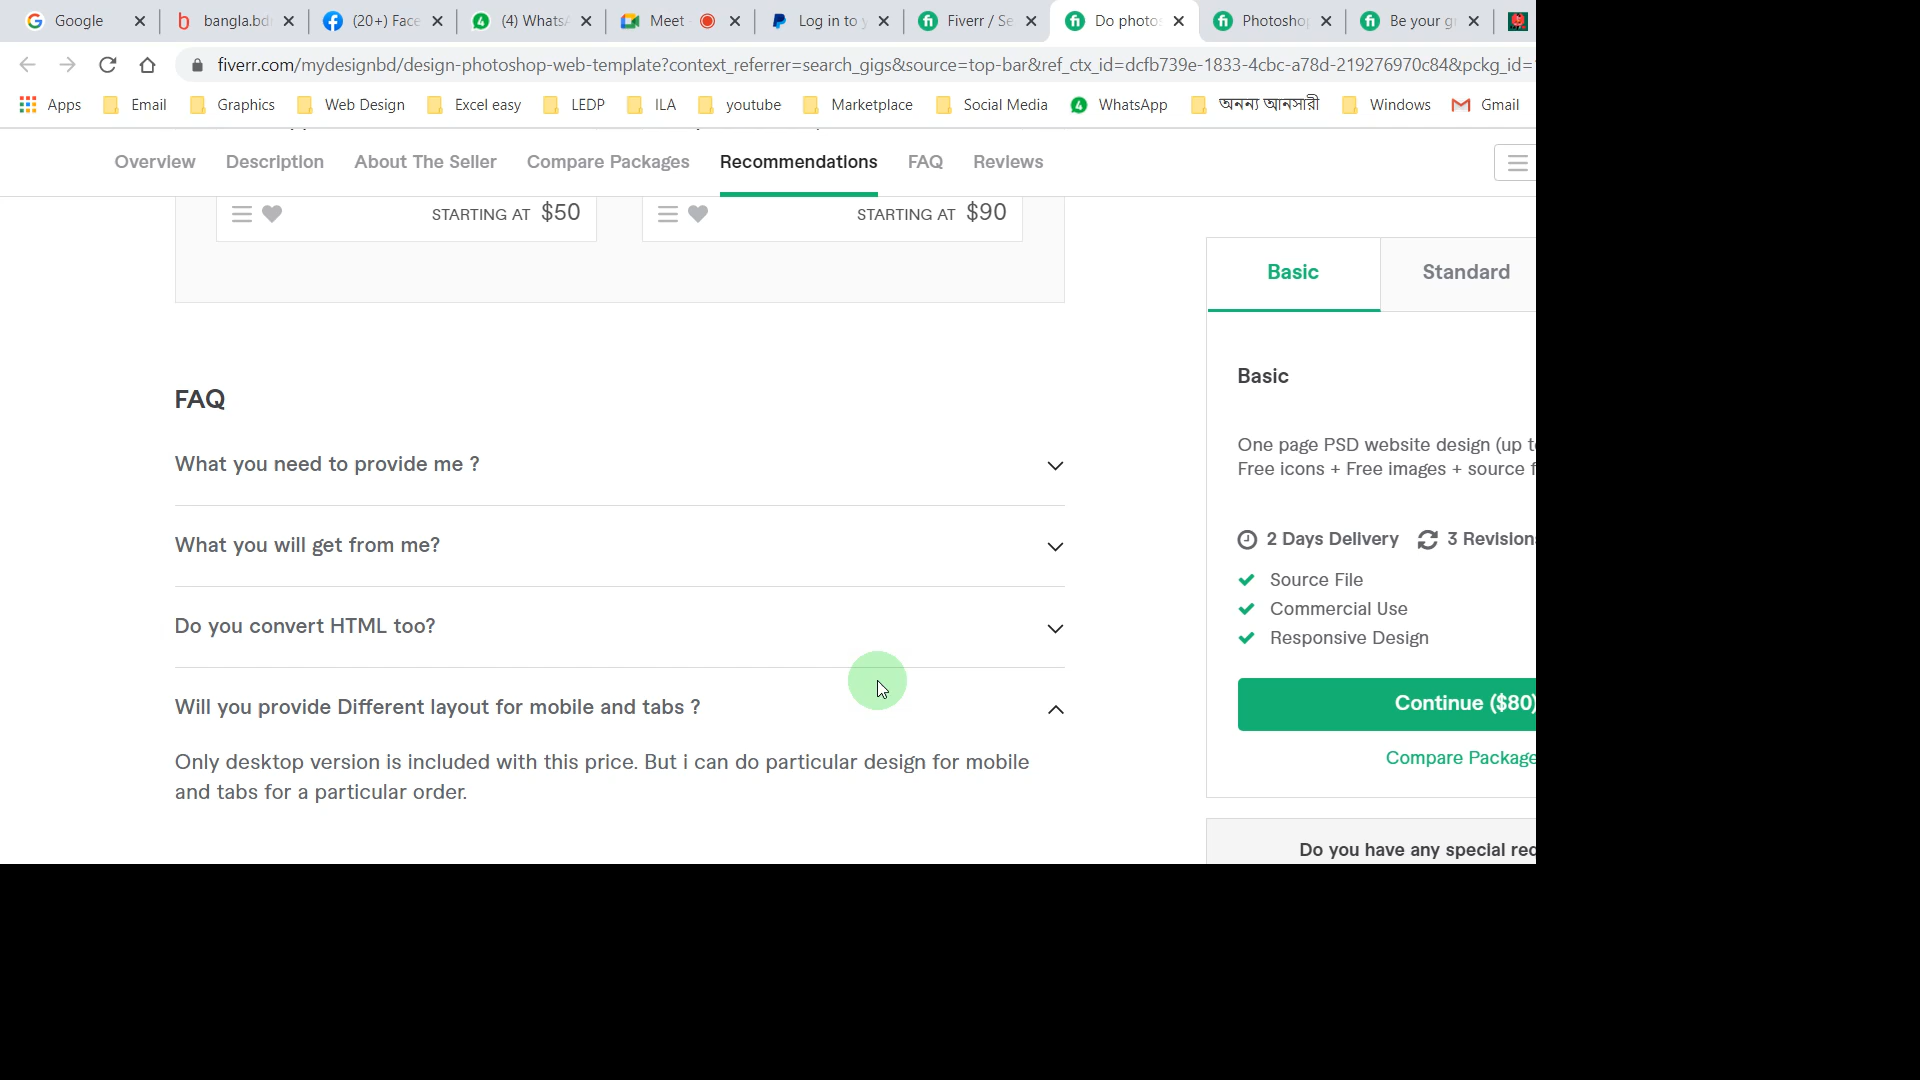 Google
bangla.bd
(20+) Face
(4) Whats
Meet
Log in to
Fiverr / Se
Do photo
Photosho
Be your g
fiverr.com/mydesignbd/design-photoshop-web-template?context_referrer=search_gigs&source=top-bar&ref_ctx_id=dcfb739e-1833-4cbc-a78d-219276970c84&pckg_id=
Apps
Email
Graphics
Web Design
Excel easy
LEDP
ILA
youtube
Marketplace
Social Media
WhatsApp
অনন্য আনসারী
Windows
Gmail
Overview
Description
About The Seller
Compare Packages
Recommendations
FAQ
Reviews
STARTING AT $50
STARTING AT $90
Basic
Standard
FAQ
What you need to provide me ?
What you will get from me?
Do you convert HTML too?
Will you provide Different layout for mobile and tabs ?
Only desktop version is included with this price. But i can do particular design for mobile
and tabs for a particular order.
Basic
One page PSD website design (up t
Free icons + Free images + source f
2 Days Delivery
3 Revision
Source File
Commercial Use
Responsive Design
Continue ($80)
Compare Package
Do you have any special rec